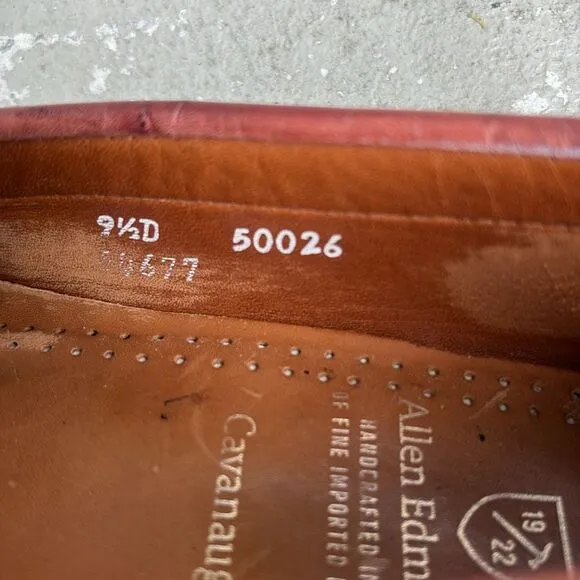 9½D 50026
677
Cavanaug
HANDCRAFTED IN
OF FINE IMPORTED
Allen Edm
19
22